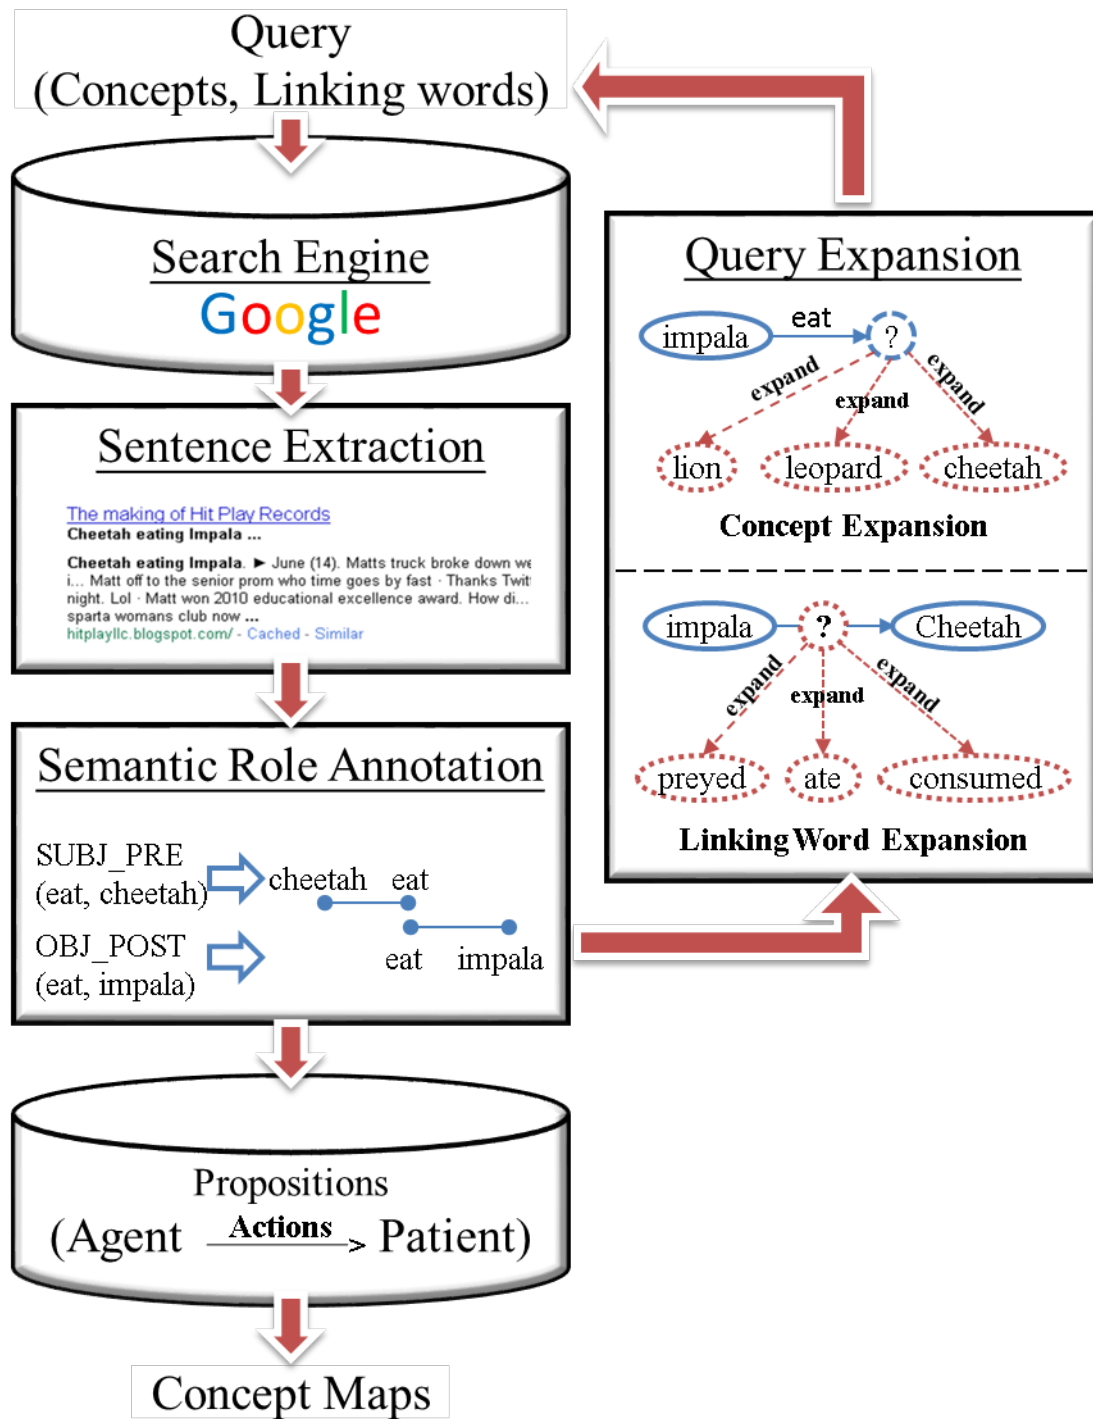 Query
(Concepts, Linking words)
Search Engine
Google
Sentence Extraction
The making of Hit Play Records
Cheetah eating Impala ...
Cheetah eating Impala. ► June (14). Matts truck broke down we
i... Matt off to the senior prom who time goes by fast · Thanks Twit
night. Lol · Matt won 2010 educational excellence award. How di...
sparta womans club now ...
hitplayllc.blogspot.com/ - Cached - Similar
Semantic Role Annotation
SUBJ_PRE
(eat, cheetah)
cheetah eat
OBJ_POST
(eat, impala)
eat impala
Propositions
(Agent Actions > Patient)
Concept Maps
Query Expansion
impala eat ?
expand expand expand
lion leopard cheetah
Concept Expansion
impala ? Cheetah
expand expand expand
preyed ate consumed
Linking Word Expansion